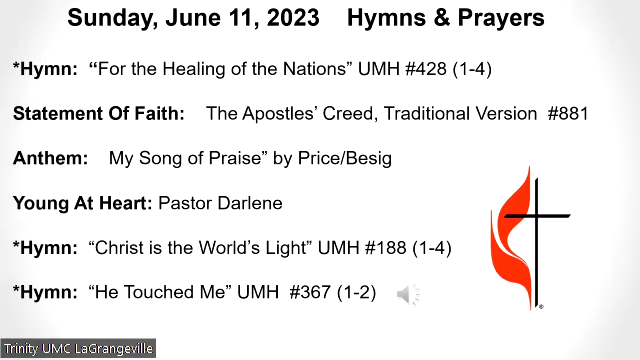 Sunday, June 11, 2023 Hymns & Prayers
*Hymn: “For the Healing of the Nations” UMH #428 (1-4)
Statement Of Faith: The Apostles’ Creed, Traditional Version #881
Anthem: My Song of Praise” by Price/Besig
Young At Heart: Pastor Darlene
*Hymn: “Christ is the World’s Light” UMH #188 (1-4)
*Hymn: “He Touched Me” UMH #367 (1-2)
®
Trinity UMC LaGrangeville